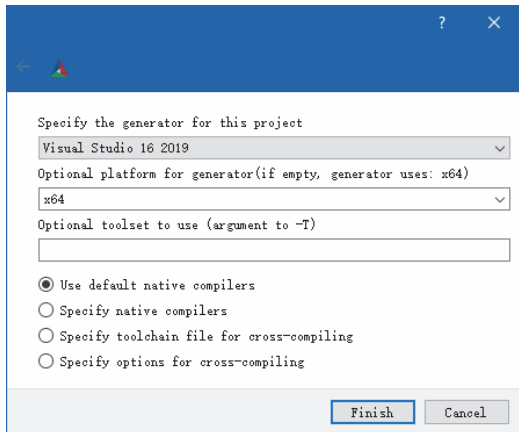 Specify the generator for this project
Visual Studio 16 2019
Optional platform for generator(if empty, generator uses: x64)
x64
Optional toolset to use (argument to -T)
Use default native compilers
Specify native compilers
Specify toolchain file for cross-compiling
Specify options for cross-compiling
Finish Cancel